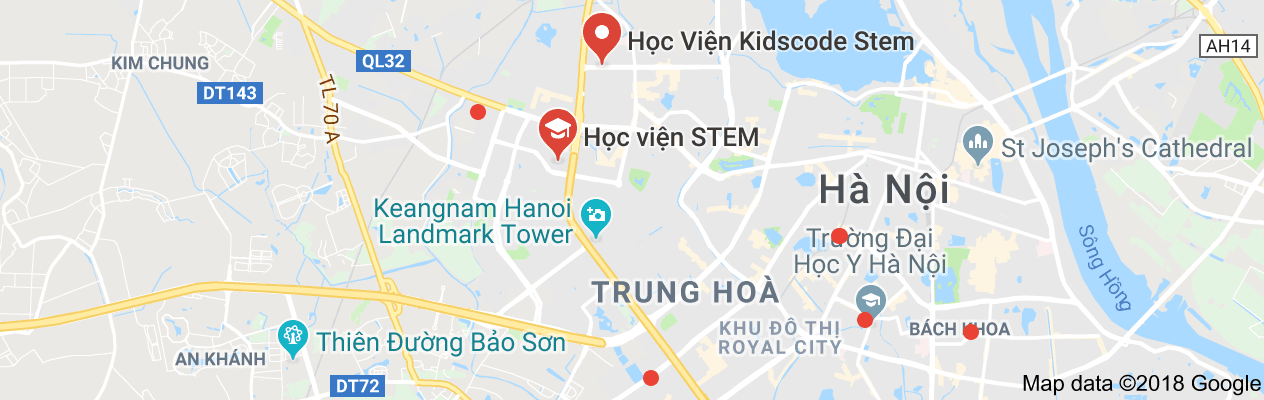 Học Viện Kidscode Stem
AH14
KIM CHUNG
QL32
DT143
TL 70 A
Học viện STEM
St Joseph's Cathedral
Hà Nội
Keangnam Hanoi
Landmark Tower
Trường Đại
Học Y Hà Nội
Sông Hồng
TRUNG HOÀ
KHU ĐÔ THỊ
ROYAL CITY
BÁCH KHOA
Thiên Đường Bảo Sơn
AN KHÁNH
DT72
Map data ©2018 Google